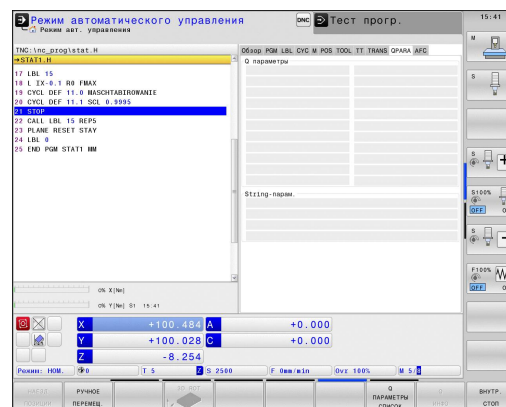 Режим автоматического управления
Режим авт. управления
DNC
Тест прогр.
15:41
TNC:\nc_prog\stat.H
→STAT1.H
17 LBL 15
18 L IX-0.1 R0 FMAX
19 CYCL DEF 11.0 MASCHTABIROWANIE
20 CYCL DEF 11.1 SCL 0.9995
21 STOP
22 CALL LBL 15 REP5
23 PLANE RESET STAY
24 LBL 0
25 END PGM STAT1 MM
Обзор PGM LBL CYC M POS TOOL TT TRANS QPARA AFC
Q параметры
String-парам.
M
S
S
S100%
OFF
S
F100%
OFF
0% X[Nm]
0% Y[Nm] S1 15:41
X +100.484 A +0.000
Y +100.028 C +0.000
Z -8.254
Режим: НОМ. 0 T 5 Z S 2500 F 0mm/min Ovr 100% M 5/8
РУЧНОЕ ПЕРЕМЕЩ.
3D ROT
Q ПАРАМЕТРЫ СПИСОК
ВНУТР. СТОП